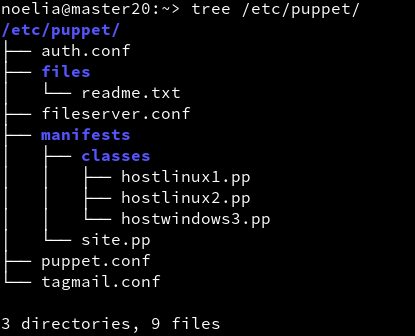 noelia@master20:~> tree /etc/puppet/
/etc/puppet/
├── auth.conf
├── files
│   └── readme.txt
├── fileserver.conf
├── manifests
│   ├── classes
│   │   ├── hostlinux1.pp
│   │   ├── hostlinux2.pp
│   │   └── hostwindows3.pp
│   └── site.pp
├── puppet.conf
└── tagmail.conf

3 directories, 9 files